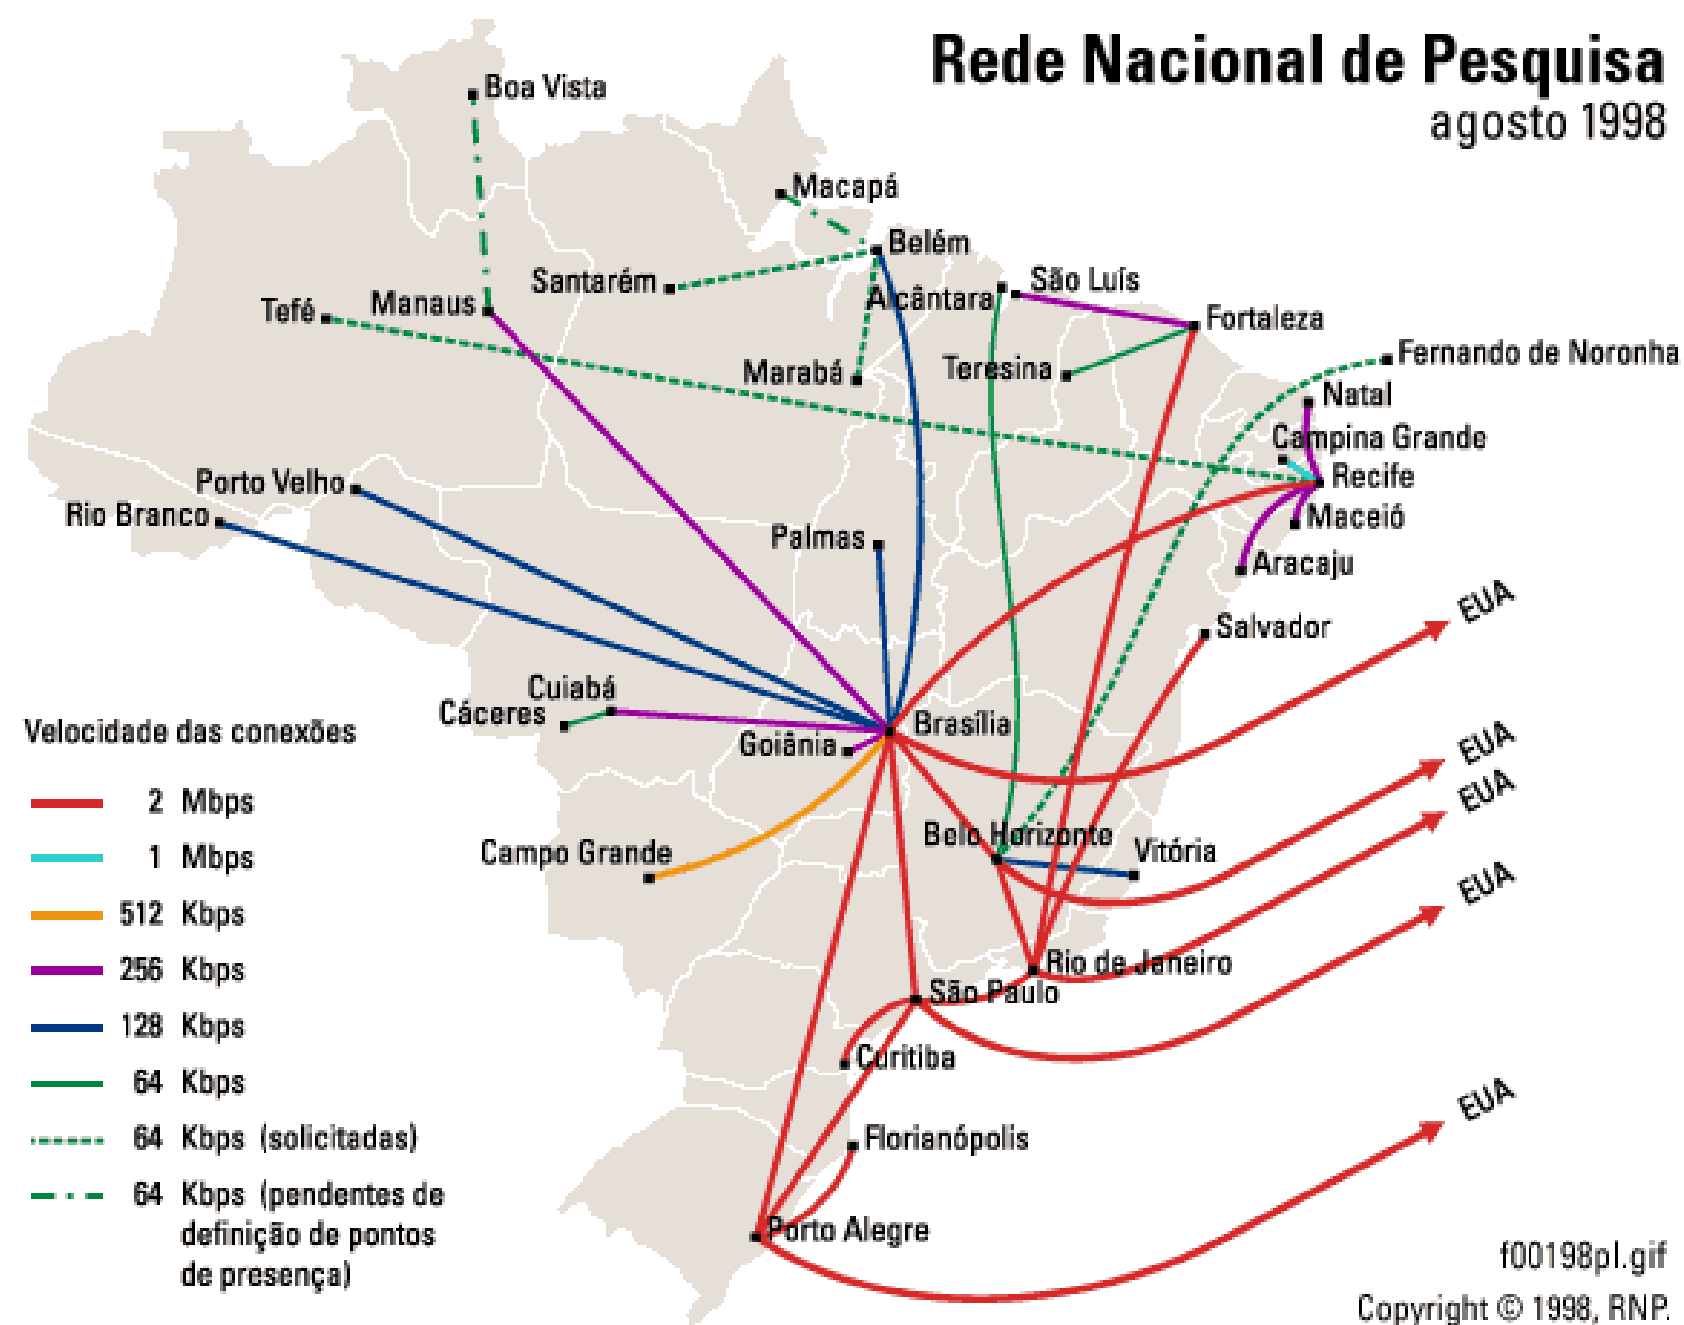 Rede Nacional de Pesquisa
agosto 1998
Boa Vista
Macapá
Belém
Santarém
São Luís
Alcântara
Tefé
Manaus
Fortaleza
Fernando de Noronha
Teresina
Marabá
Natal
Campina Grande
Recife
Porto Velho
Rio Branco
Maceió
Palmas
Aracaju
EUA
Salvador
Cuiabá
Cáceres
Brasília
Goiânia
EUA
EUA
Belo Horizonte
Vitória
Campo Grande
EUA
Rio de Janeiro
São Paulo
Curitiba
EUA
Florianópolis
Porto Alegre
Velocidade das conexões
2 Mbps
1 Mbps
512 Kbps
256 Kbps
128 Kbps
64 Kbps
64 Kbps (solicitadas)
64 Kbps (pendentes de
definição de pontos
de presença)
f00198pl.gif
Copyright © 1998, RNP.